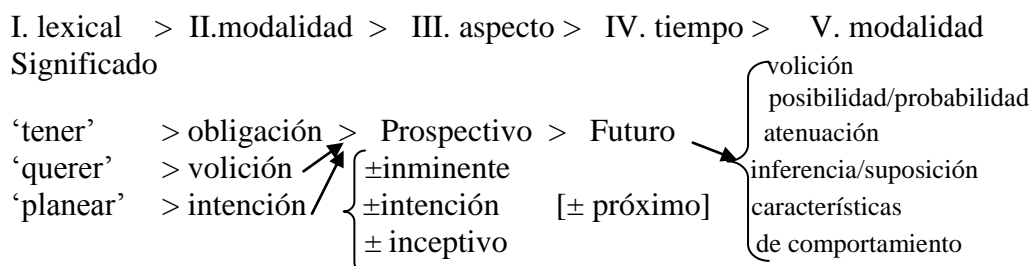 I. lexical > II.modalidad > III. aspecto > IV. tiempo > V. modalidad
Significado
volición
posibilidad/probabilidad
‘tener’ > obligación > Prospectivo > Futuro atenuación
‘querer’ > volición ±inminente inferencia/suposición
‘planear’ > intención ±intención [± próximo] características
± inceptivo de comportamiento